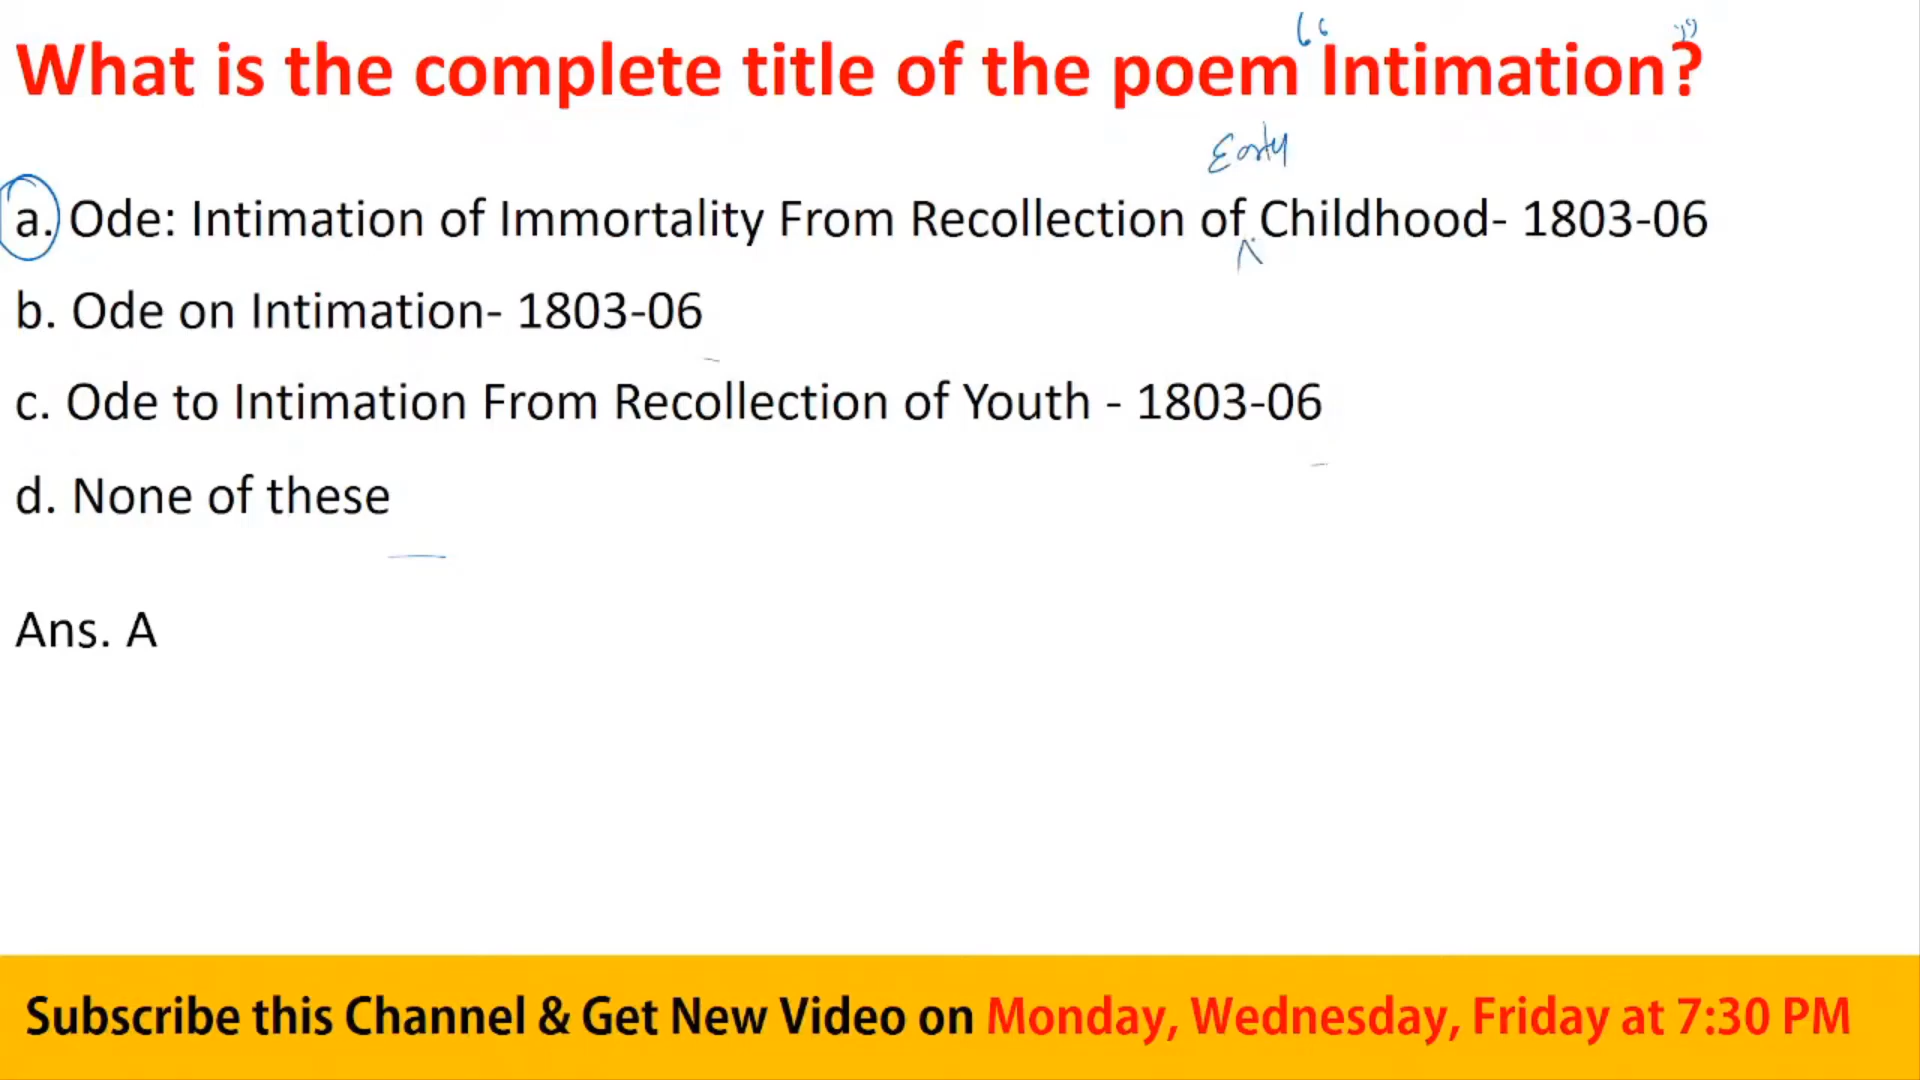 What is the complete title of the poem “Intimation”?
Early
a. Ode: Intimation of Immortality From Recollection of Childhood- 1803-06
b. Ode on Intimation- 1803-06
c. Ode to Intimation From Recollection of Youth - 1803-06
d. None of these
Ans. A
Subscribe this Channel & Get New Video on Monday, Wednesday, Friday at 7:30 PM